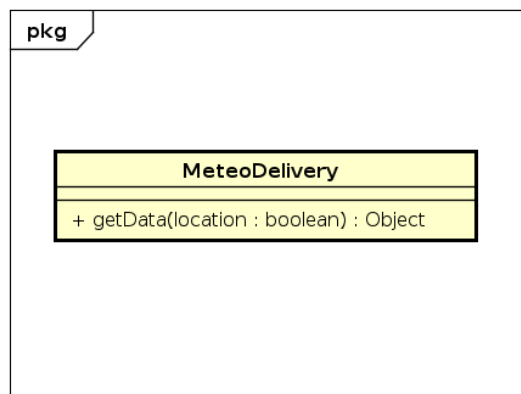 pkg
MeteoDelivery
+ getData(location : boolean) : Object